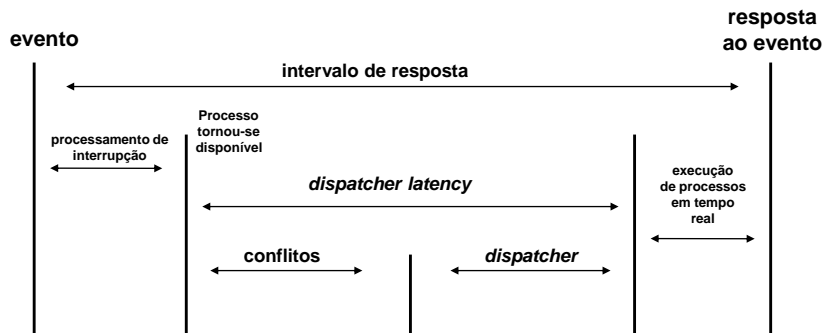 evento
resposta
ao evento
intervalo de resposta
Processo
tornou-se
disponível
processamento de
interrupção
dispatcher latency
execução
de processos
em tempo
real
conflitos
dispatcher